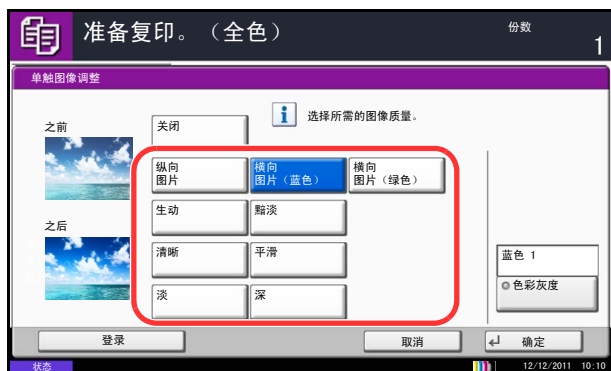 准备复印。（全色）
份数
1
单触图像调整
选择所需的图像质量。
之前
关闭
纵向
图片
横向
图片（蓝色）
横向
图片（绿色）
生动
黯淡
之后
清晰
平滑
蓝色 1
色彩灰度
淡
深
登录
取消
确定
状态
12/12/2011 10:10